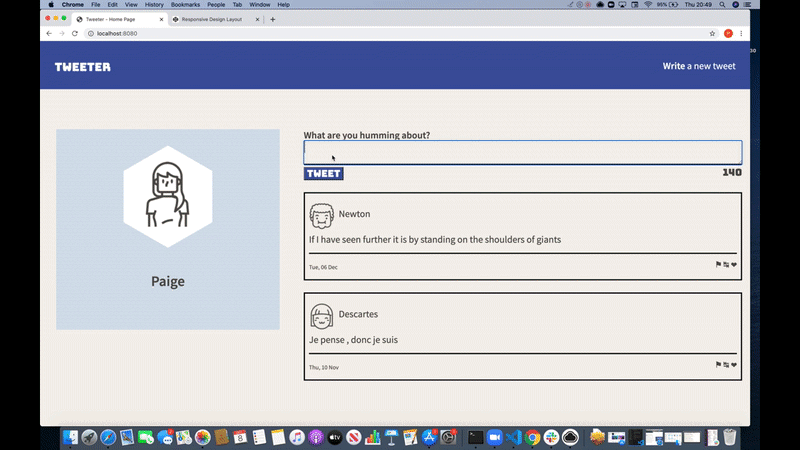 Chrome File Edit View History Bookmarks People Tab Window Help 95% Thu 20:49
Tweeter - Home Page Responsive Design Layout
localhost:8080
TWEETER Write a new tweet
What are you humming about?
TWEET 140
Paige
Newton
If I have seen further it is by standing on the shoulders of giants
Tue, 06 Dec
Descartes
Je pense , donc je suis
Thu, 10 Nov